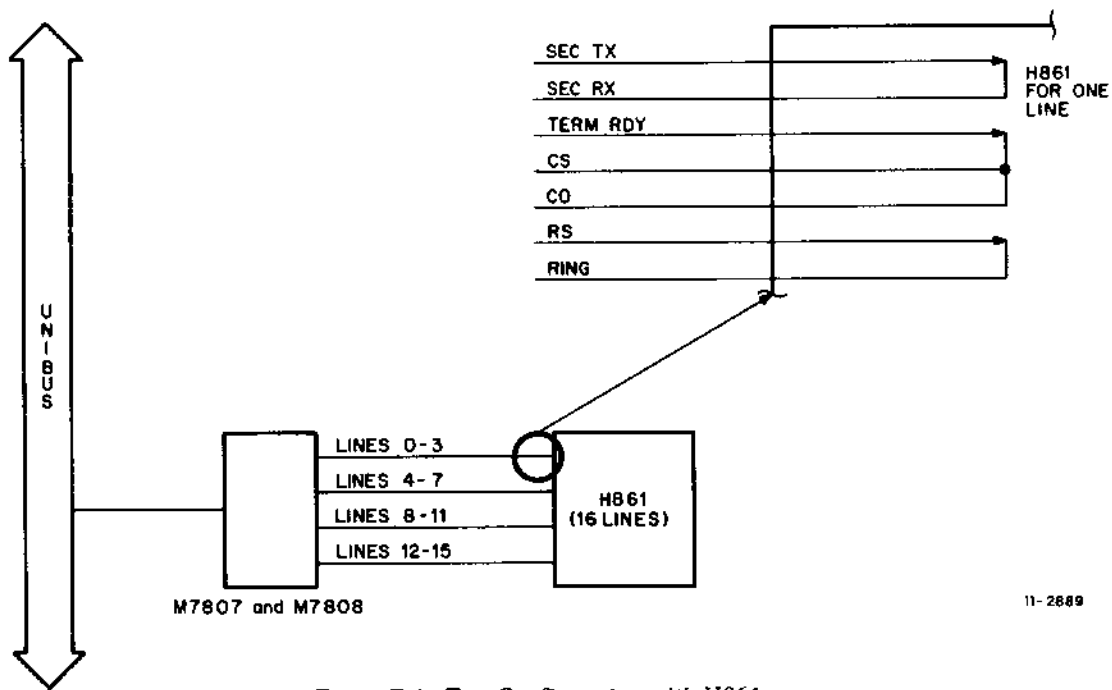 SEC TX
SEC RX
TERM RDY
CS
CO
RS
RING
H861
FOR ONE
LINE
UNIBUS
LINES 0-3
LINES 4-7
LINES 8-11
LINES 12-15
H861
(16 LINES)
M7807 and M7808
11-2889